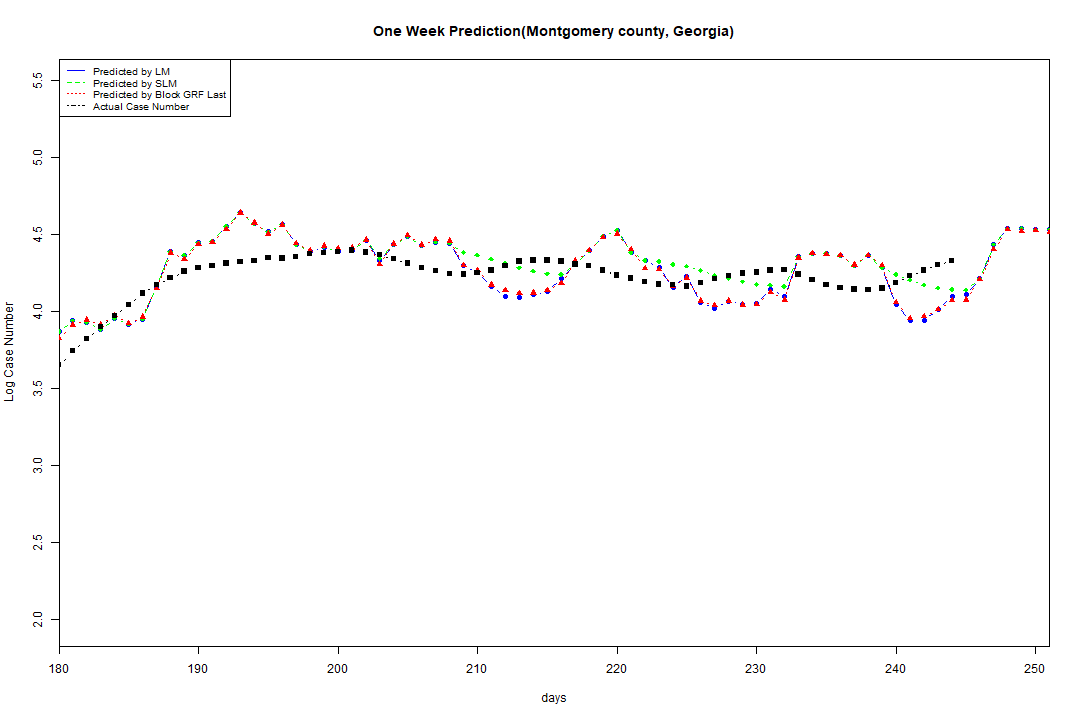 One Week Prediction(Montgomery county, Georgia)
Predicted by LM
Predicted by SLM
Predicted by Block GRF Last
Actual Case Number
5.5
5.0
4.5
4.0
3.5
3.0
2.5
2.0
Log Case Number
180 190 200 210 220 230 240 250
days